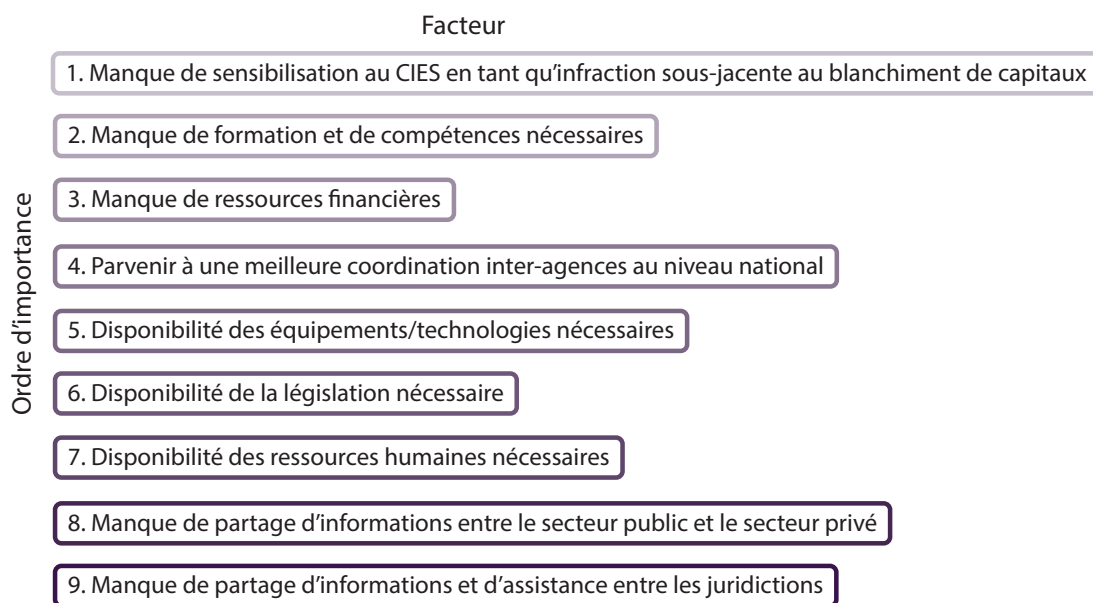 Facteur
Ordre d'importance
1. Manque de sensibilisation au CIES en tant qu'infraction sous-jacente au blanchiment de capitaux
2. Manque de formation et de compétences nécessaires
3. Manque de ressources financières
4. Parvenir à une meilleure coordination inter-agences au niveau national
5. Disponibilité des équipements/technologies nécessaires
6. Disponibilité de la législation nécessaire
7. Disponibilité des ressources humaines nécessaires
8. Manque de partage d'informations entre le secteur public et le secteur privé
9. Manque de partage d'informations et d'assistance entre les juridictions